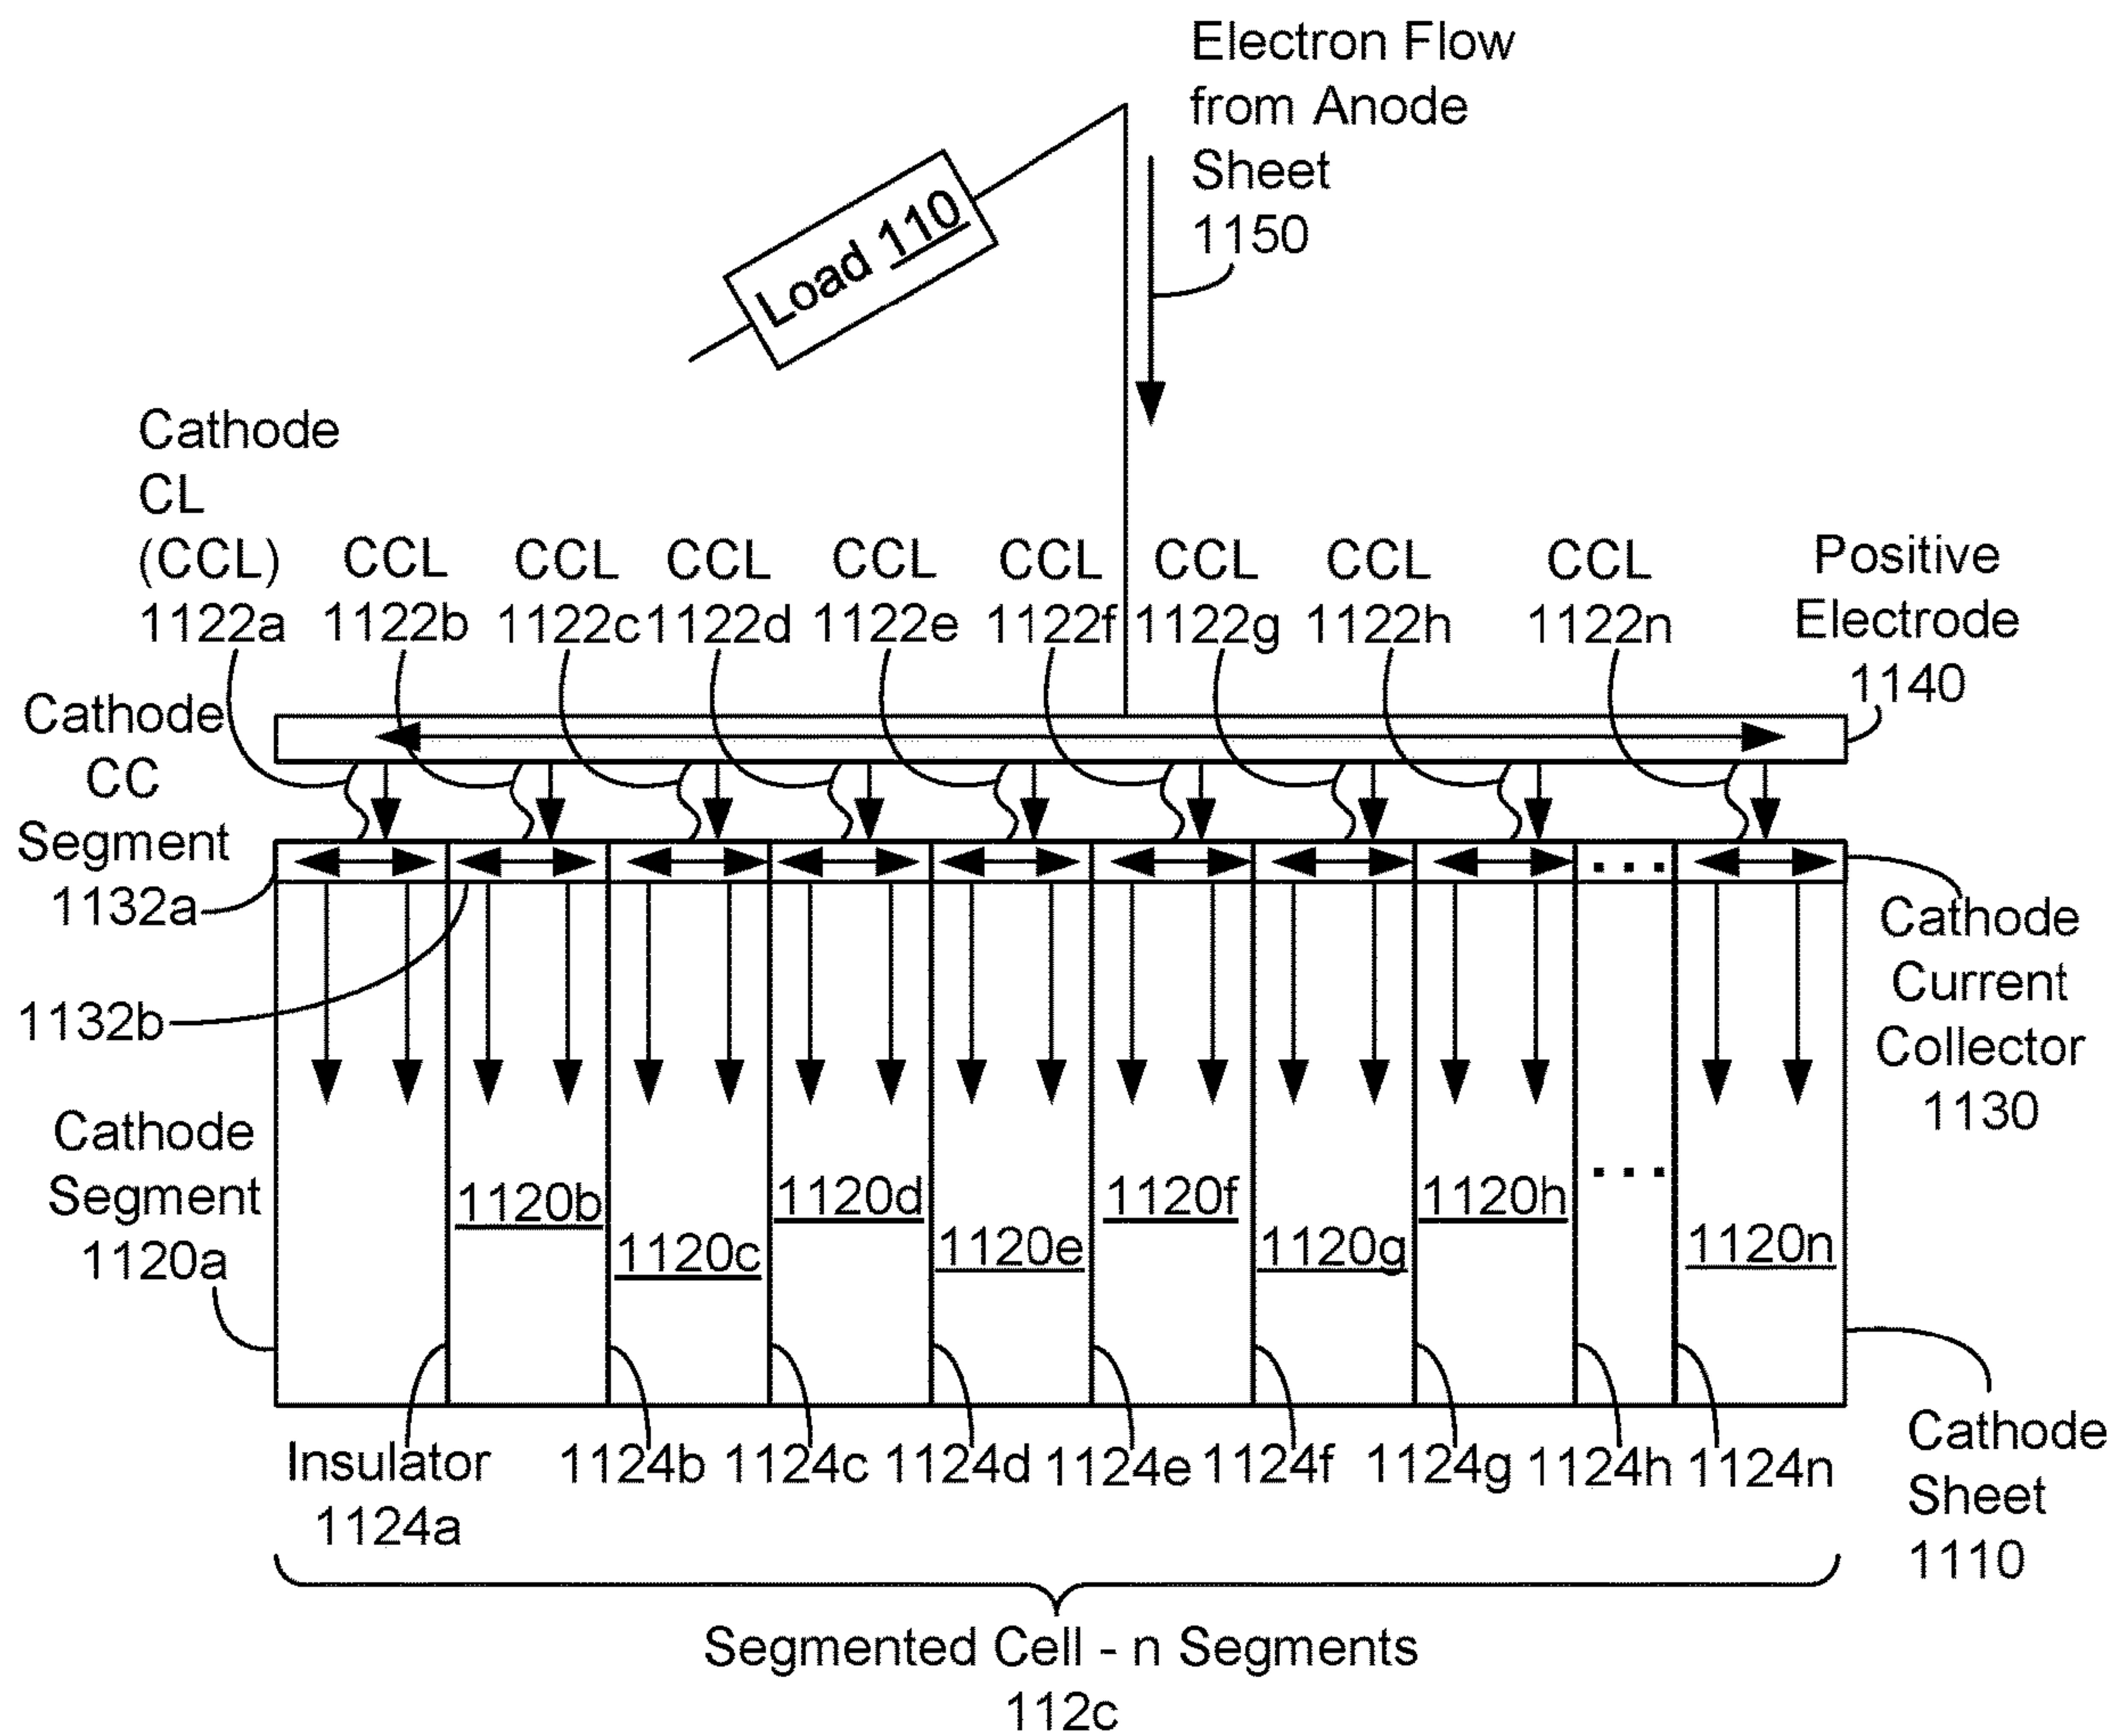 Electron Flow
from Anode
Sheet
1150
Load 110
Cathode
CL
(CCL)
1122a
CCL
1122b
CCL
1122c
CCL
1122d
CCL
1122e
CCL
1122f
CCL
1122g
CCL
1122h
CCL
1122n
Positive
Electrode
1140
Cathode
CC
Segment
1132a
1132b
...
Cathode
Current
Collector
1130
Cathode
Segment
1120a
1120b
1120c
1120d
1120e
1120f
1120g
1120h
...
1120n
Insulator
1124a
1124b
1124c
1124d
1124e
1124f
1124g
1124h
1124n
Cathode
Sheet
1110
Segmented Cell - n Segments
112c